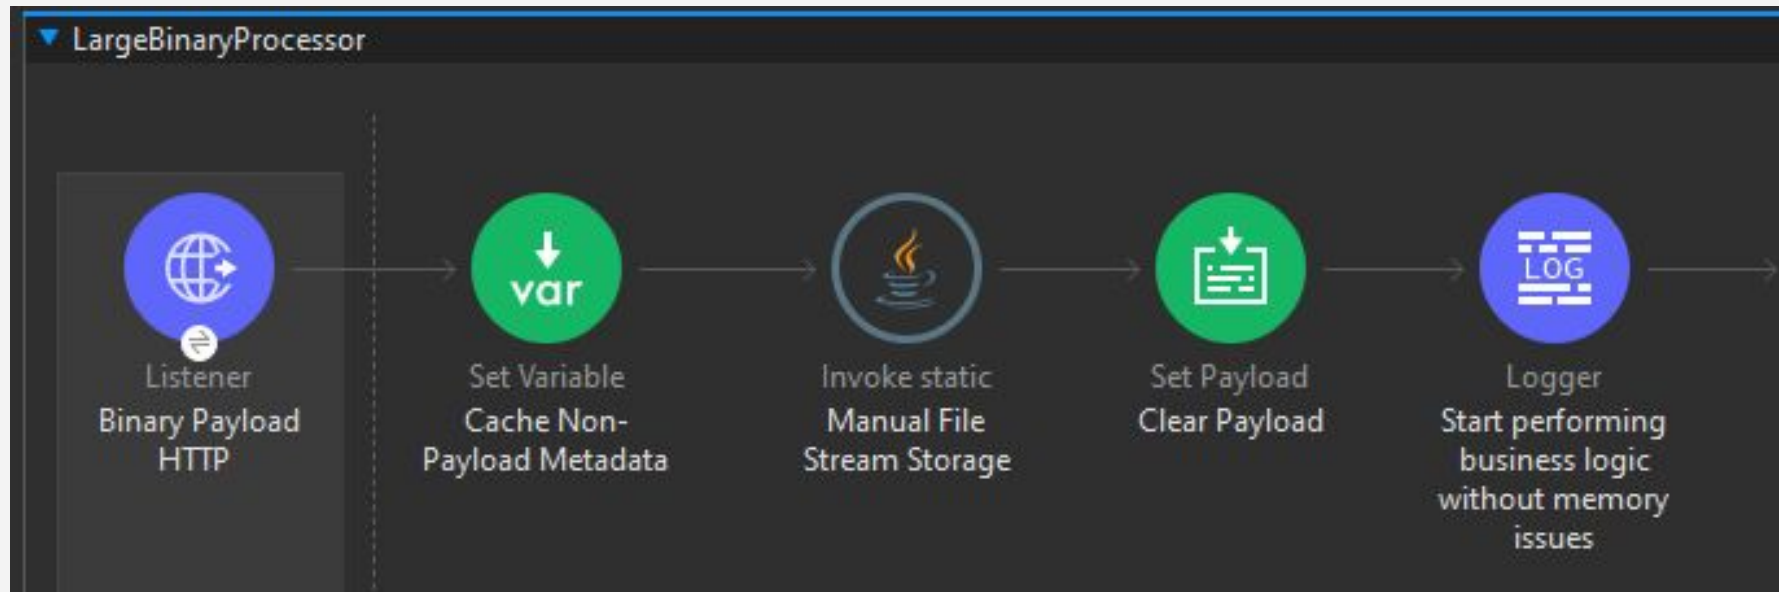 LargeBinaryProcessor
var
LOG
Listener
Binary Payload
HTTP
Set Variable
Cache Non-
Payload Metadata
Invoke static
Manual File
Stream Storage
Set Payload
Clear Payload
Logger
Start performing
business logic
without memory
issues